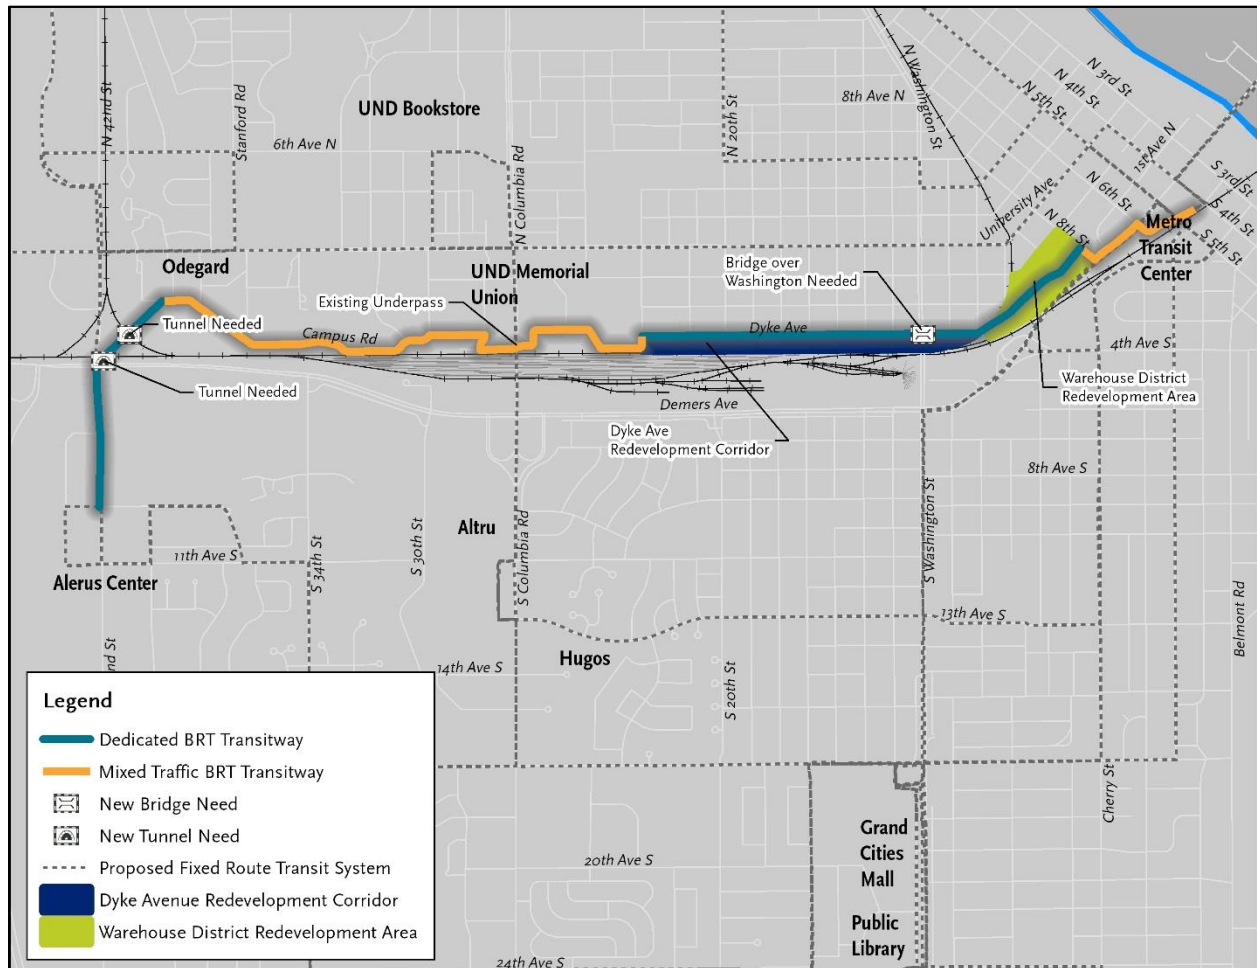 N 42nd St
Stanford Rd
UND Bookstore
6th Ave N
N Columbia Rd
N 20th St
8th Ave N
N Washington St
N 3rd St
N 4th St
N 5th St
1st Ave N
S 3rd St
N 6th St
S 4th St
S 5th St
University Ave
N 8th St
Metro
Transit
Center
Odegard
UND Memorial
Union
Bridge over
Washington Needed
Existing Underpass
Tunnel Needed
Campus Rd
Dyke Ave
4th Ave S
Tunnel Needed
Demers Ave
Warehouse District
Redevelopment Area
Dyke Ave
Redevelopment Corridor
8th Ave S
Altru
11th Ave S
S 34th St
S 30th St
S Columbia Rd
S Washington St
Alerus Center
13th Ave S
Belmont Rd
nd St
14th Ave S
Hugos
S 20th St
Cherry St
Grand
Cities
Mall
20th Ave S
Public
Library
24th Ave S
Legend
Dedicated BRT Transitway
Mixed Traffic BRT Transitway
New Bridge Need
New Tunnel Need
Proposed Fixed Route Transit System
Dyke Avenue Redevelopment Corridor
Warehouse District Redevelopment Area